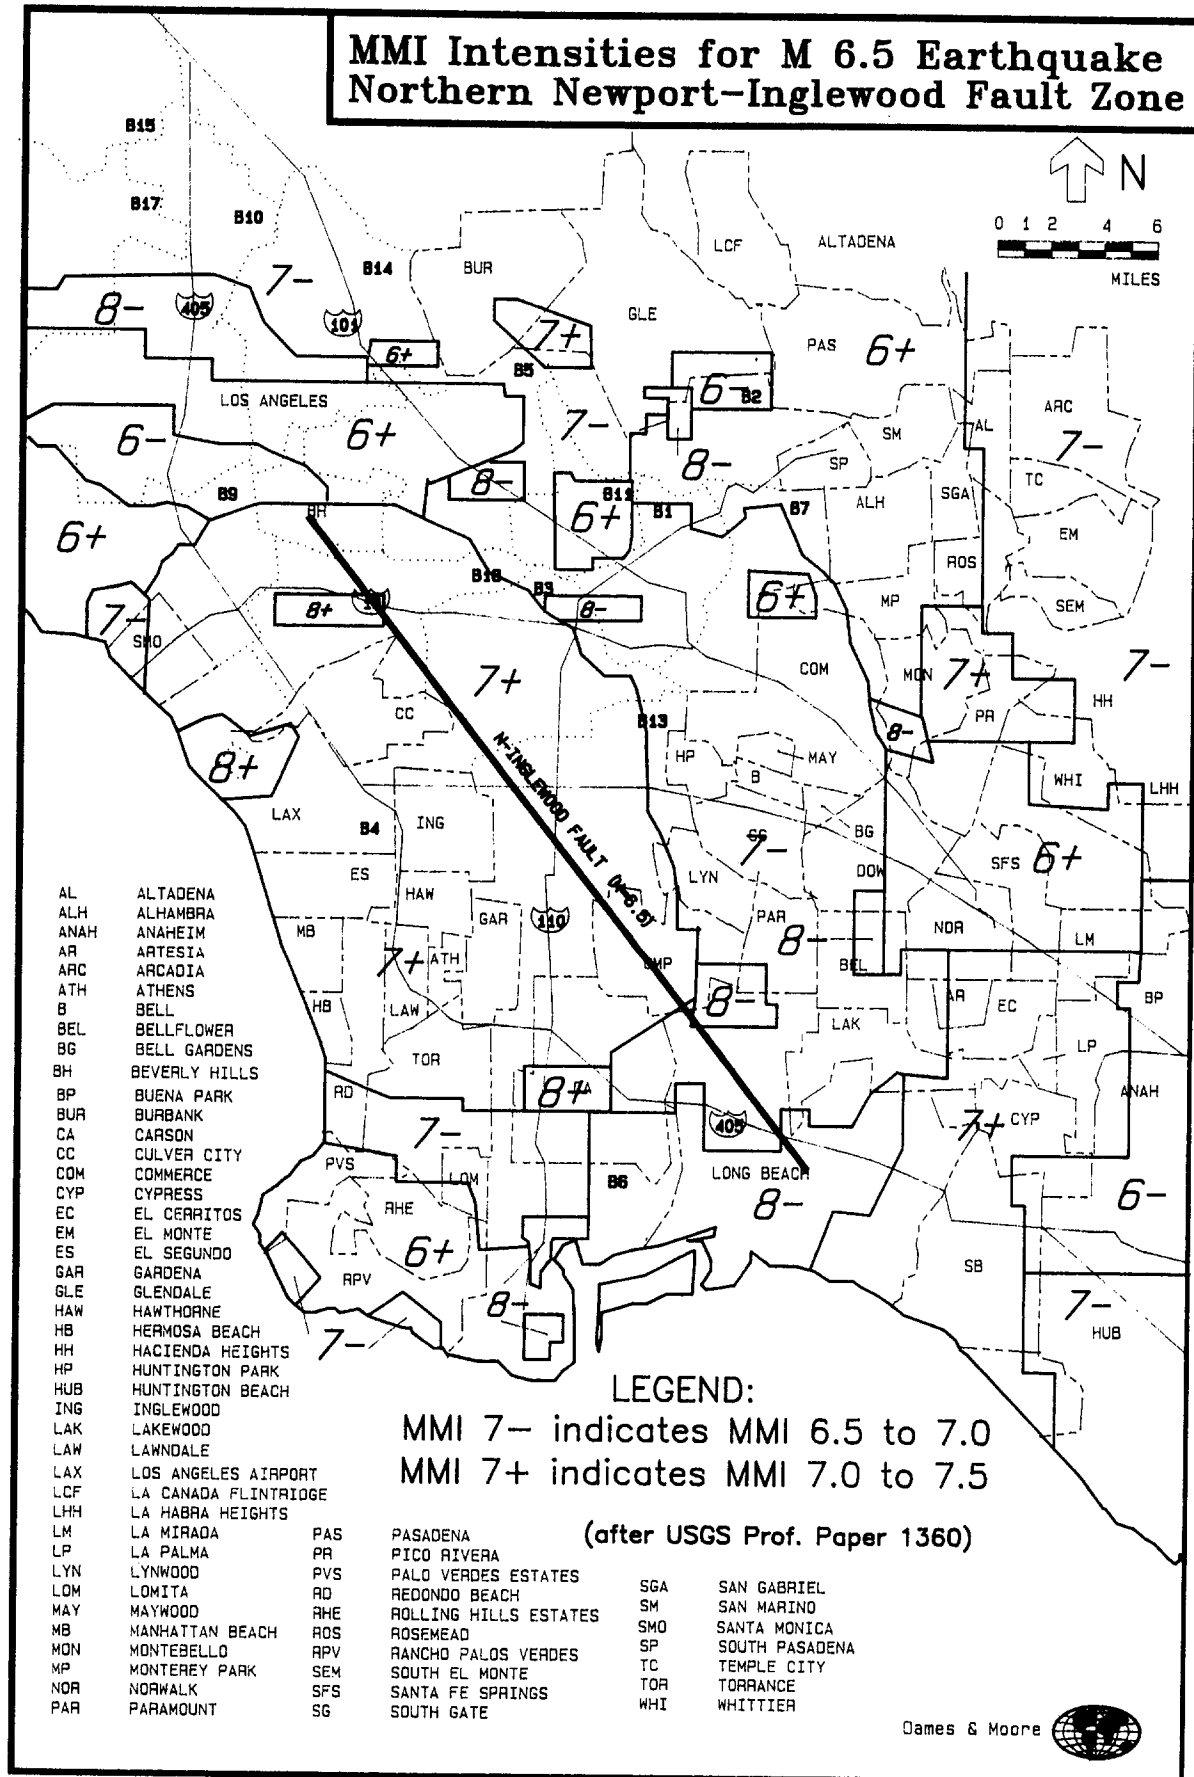 MMI Intensities for M 6.5 Earthquake
Northern Newport-Inglewood Fault Zone
N
0 1 2 4 6
MILES
B15
B17
B10
B14
7-
8-
405
101
6+
BUR
LCF
ALTADENA
GLE
7+
B5
PAS
6+
6-
B2
LOS ANGELES
6+
6-
7-
8-
SM
AL
ARC
7-
SP
TC
B9
8-
B11
6+
B1
B7
ALH
SGA
EM
BH
6+
ROS
SEM
B3
8+
8-
6+
MP
7-
SMO
7+
COM
MON
7+
PR
HH
7-
CC
B13
8-
8+
HP
MAY
B
WHI
LHH
N-INGLEWOOD FAULT (M=6.5)
LAX
B4
ING
BG
7-
SFS
6+
ES
HAW
LYN
DOW
GAR
110
PAR
NOR
MB
8-
LM
7+
ATH
BEL
HB
LAW
8-
AR
EC
BP
LAK
TOR
LP
RD
8+
ANAH
7-
405
7+
CYP
PVS
LOM
B6
LONG BEACH
8-
6-
RHE
6+
RPV
SB
8-
7-
7-
HUB
AL ALTADENA
ALH ALHAMBRA
ANAH ANAHEIM
AR ARTESIA
ARC ARCADIA
ATH ATHENS
B BELL
BEL BELLFLOWER
BG BELL GARDENS
BH BEVERLY HILLS
BP BUENA PARK
BUR BURBANK
CA CARSON
CC CULVER CITY
COM COMMERCE
CYP CYPRESS
EC EL CERRITOS
EM EL MONTE
ES EL SEGUNDO
GAR GARDENA
GLE GLENDALE
HAW HAWTHORNE
HB HERMOSA BEACH
HH HACIENDA HEIGHTS
HP HUNTINGTON PARK
HUB HUNTINGTON BEACH
ING INGLEWOOD
LAK LAKEWOOD
LAW LAWNDALE
LAX LOS ANGELES AIRPORT
LCF LA CANADA FLINTRIDGE
LHH LA HABRA HEIGHTS
LM LA MIRADA
LP LA PALMA
LYN LYNWOOD
LOM LOMITA
MAY MAYWOOD
MB MANHATTAN BEACH
MON MONTEBELLO
MP MONTEREY PARK
NOR NORWALK
PAR PARAMOUNT
PAS PASADENA
PR PICO RIVERA
PVS PALO VERDES ESTATES
RD REDONDO BEACH
RHE ROLLING HILLS ESTATES
ROS ROSEMEAD
RPV RANCHO PALOS VERDES
SEM SOUTH EL MONTE
SFS SANTA FE SPRINGS
SG SOUTH GATE
SGA SAN GABRIEL
SM SAN MARINO
SMO SANTA MONICA
SP SOUTH PASADENA
TC TEMPLE CITY
TOR TORRANCE
WHI WHITTIER
LEGEND:
MMI 7- indicates MMI 6.5 to 7.0
MMI 7+ indicates MMI 7.0 to 7.5
(after USGS Prof. Paper 1360)
Dames & Moore